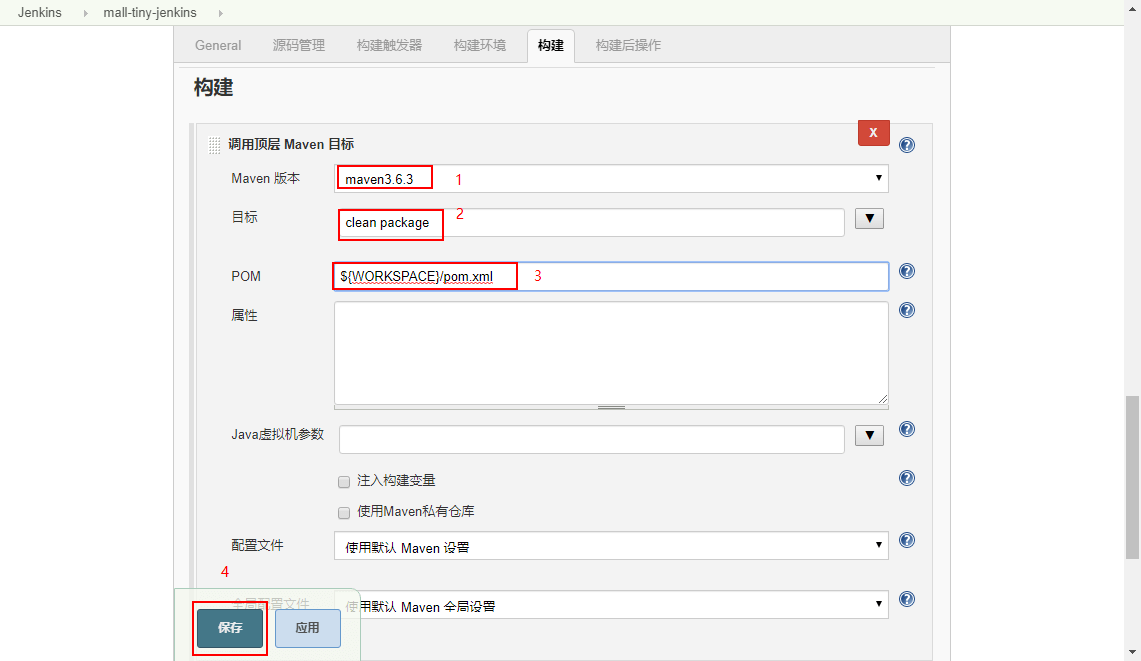 Jenkins mall-tiny-jenkins
General 源码管理 构建触发器 构建环境 构建 构建后操作
构建
调用顶层 Maven 目标 X ?
Maven 版本 maven3.6.3 1
目标 clean package 2
POM ${WORKSPACE}/pom.xml 3 ?
属性 ?
Java虚拟机参数 ?
注入构建变量 ?
使用Maven私有仓库
配置文件 使用默认 Maven 设置 ?
4
全局配置文件 使用默认 Maven 全局设置 ?
保存 应用